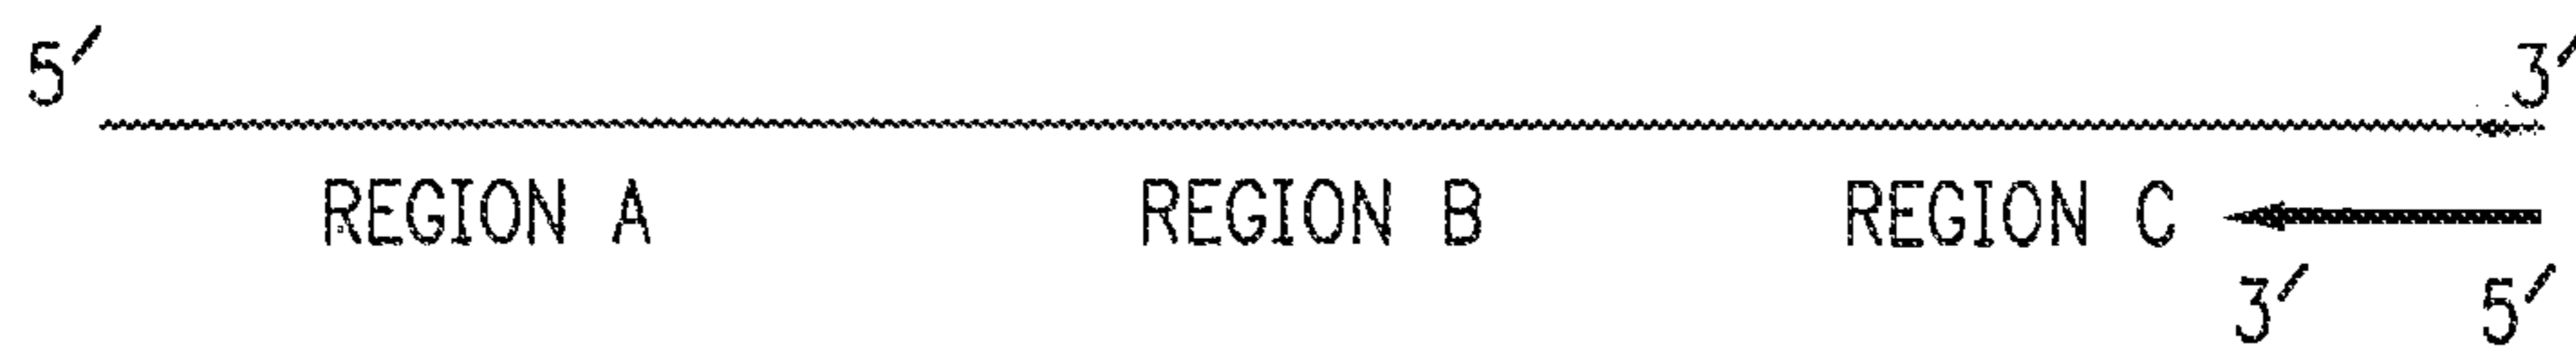 5′ 3′
REGION A REGION B REGION C
3′ 5′